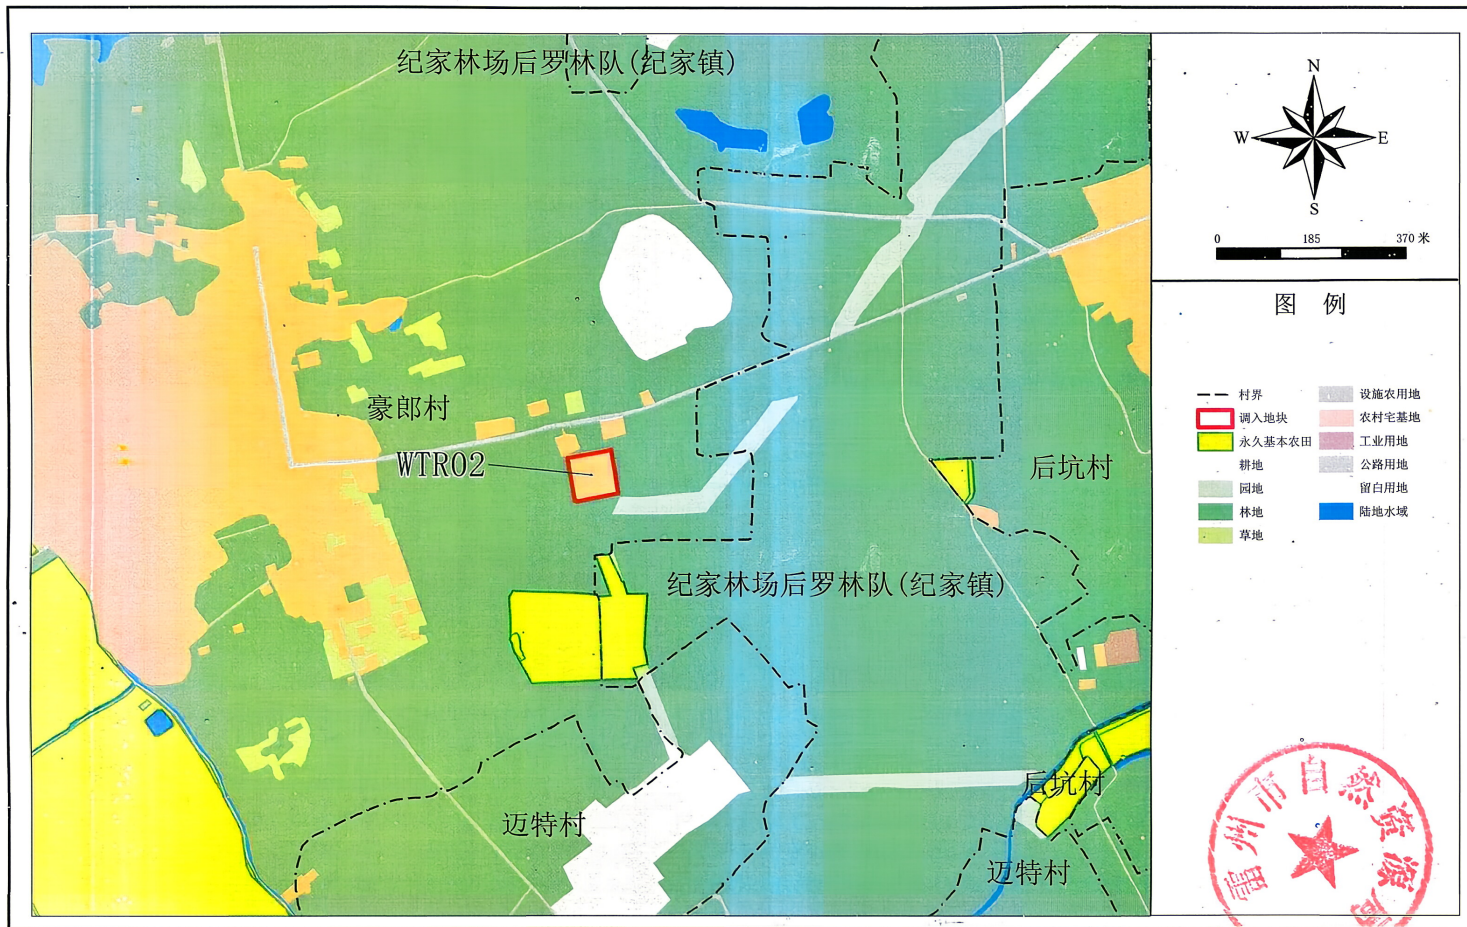 纪家林场后罗林队(纪家镇)
豪郎村
WTR02
后坑村
纪家林场后罗林队(纪家镇)
后坑村
迈特村
迈特村
N
W
E
S
0 185 370 米
图 例
村界
调入地块
永久基本农田
耕地
园地
林地
草地
设施农用地
农村宅基地
工业用地
公路用地
留白用地
陆地水域
雷州市自然资源局